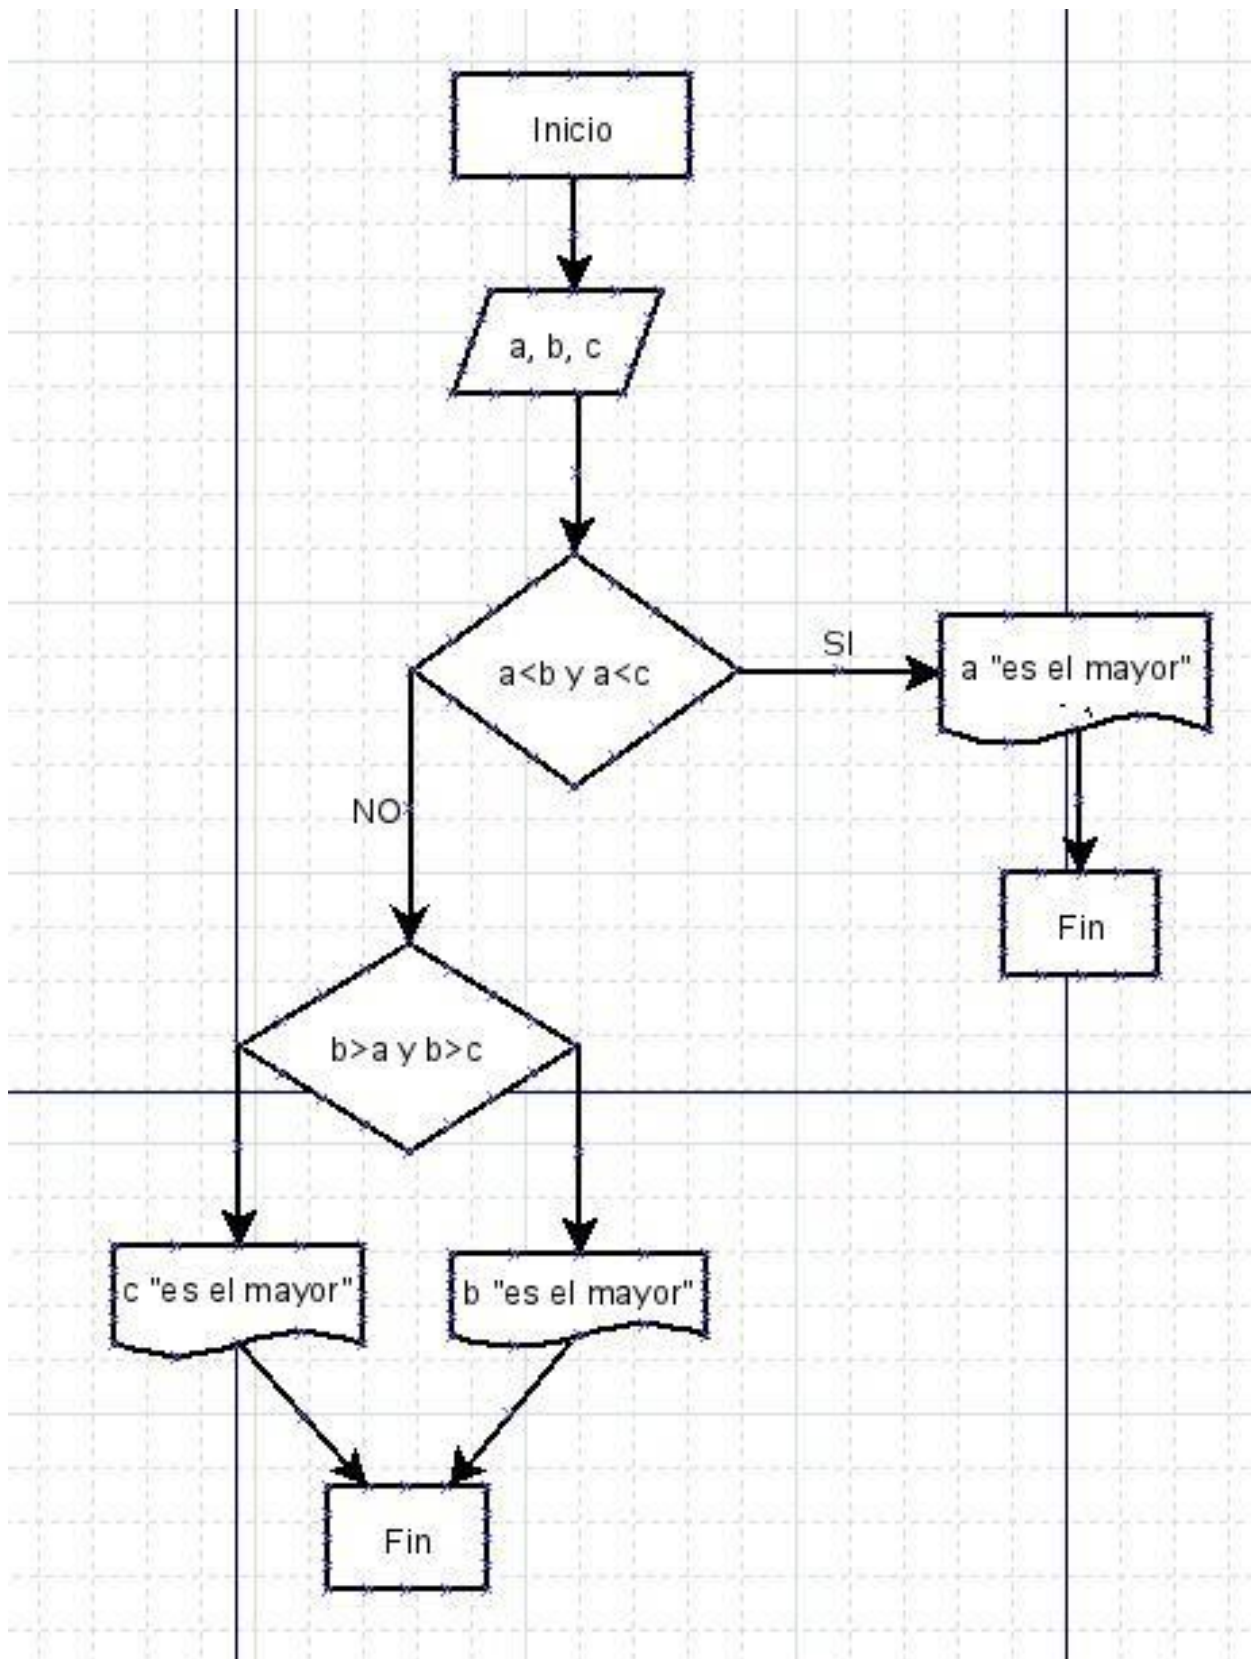 Inicio
a, b, c
a<b y a<c
SI
a "es el mayor"
NO
Fin
b>a y b>c
c "es el mayor"
b "es el mayor"
Fin